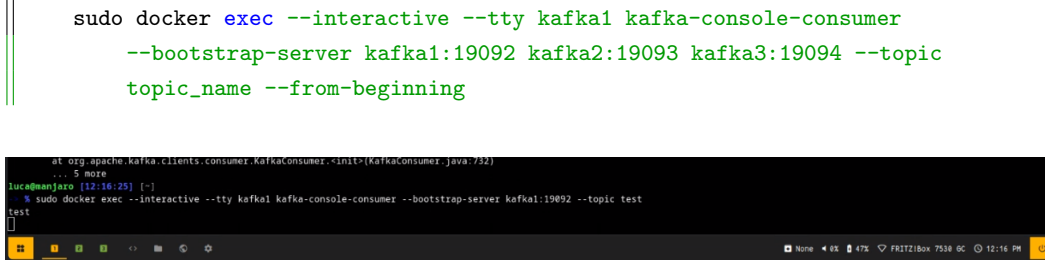 sudo docker exec --interactive --tty kafka1 kafka-console-consumer
--bootstrap-server kafka1:19092 kafka2:19093 kafka3:19094 --topic
topic_name --from-beginning
at org.apache.kafka.clients.consumer.KafkaConsumer.<init>(KafkaConsumer.java:732)
... 5 more
luca@manjaro [12:16:25] [~]
% sudo docker exec --interactive --tty kafka1 kafka-console-consumer --bootstrap-server kafka1:19092 --topic test
test
1 2 3 <> None 0% 47% FRITZ!Box 7530 GC 12:16 PM